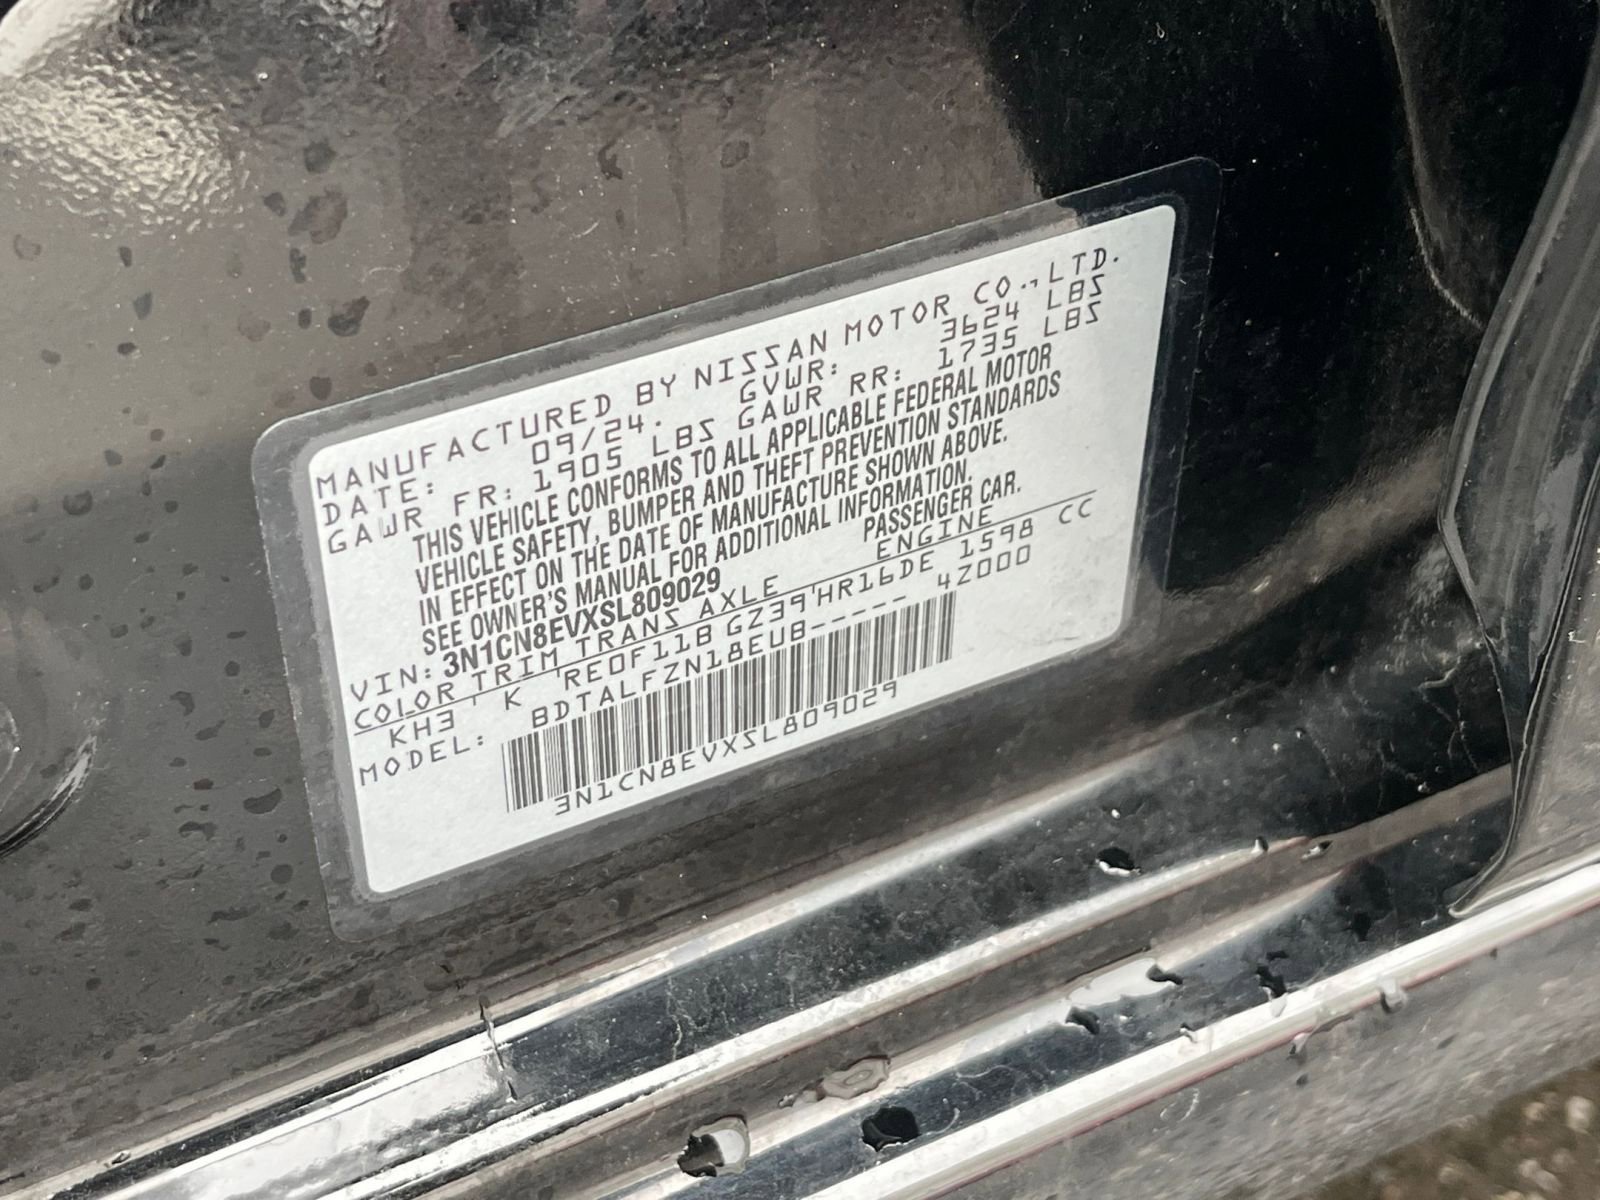 MANUFACTURED BY NISSAN MOTOR CO.,LTD.
DATE: 09/24. GVWR: 3624 LBS
GAWR FR: 1905 LBS GAWR RR: 1735 LBS
THIS VEHICLE CONFORMS TO ALL APPLICABLE FEDERAL MOTOR
VEHICLE SAFETY, BUMPER AND THEFT PREVENTION STANDARDS
IN EFFECT ON THE DATE OF MANUFACTURE SHOWN ABOVE.
SEE OWNER'S MANUAL FOR ADDITIONAL INFORMATION.
VIN: 3N1CN8EVXSL809029 PASSENGER CAR.
COLOR TRIM TRANS AXLE ENGINE
KH3 ' K 'RE0F11B GZ39'HR16DE 1598 CC
MODEL: BDTALFZN18EUB----- 4Z000
3N1CN8EVXSL809029